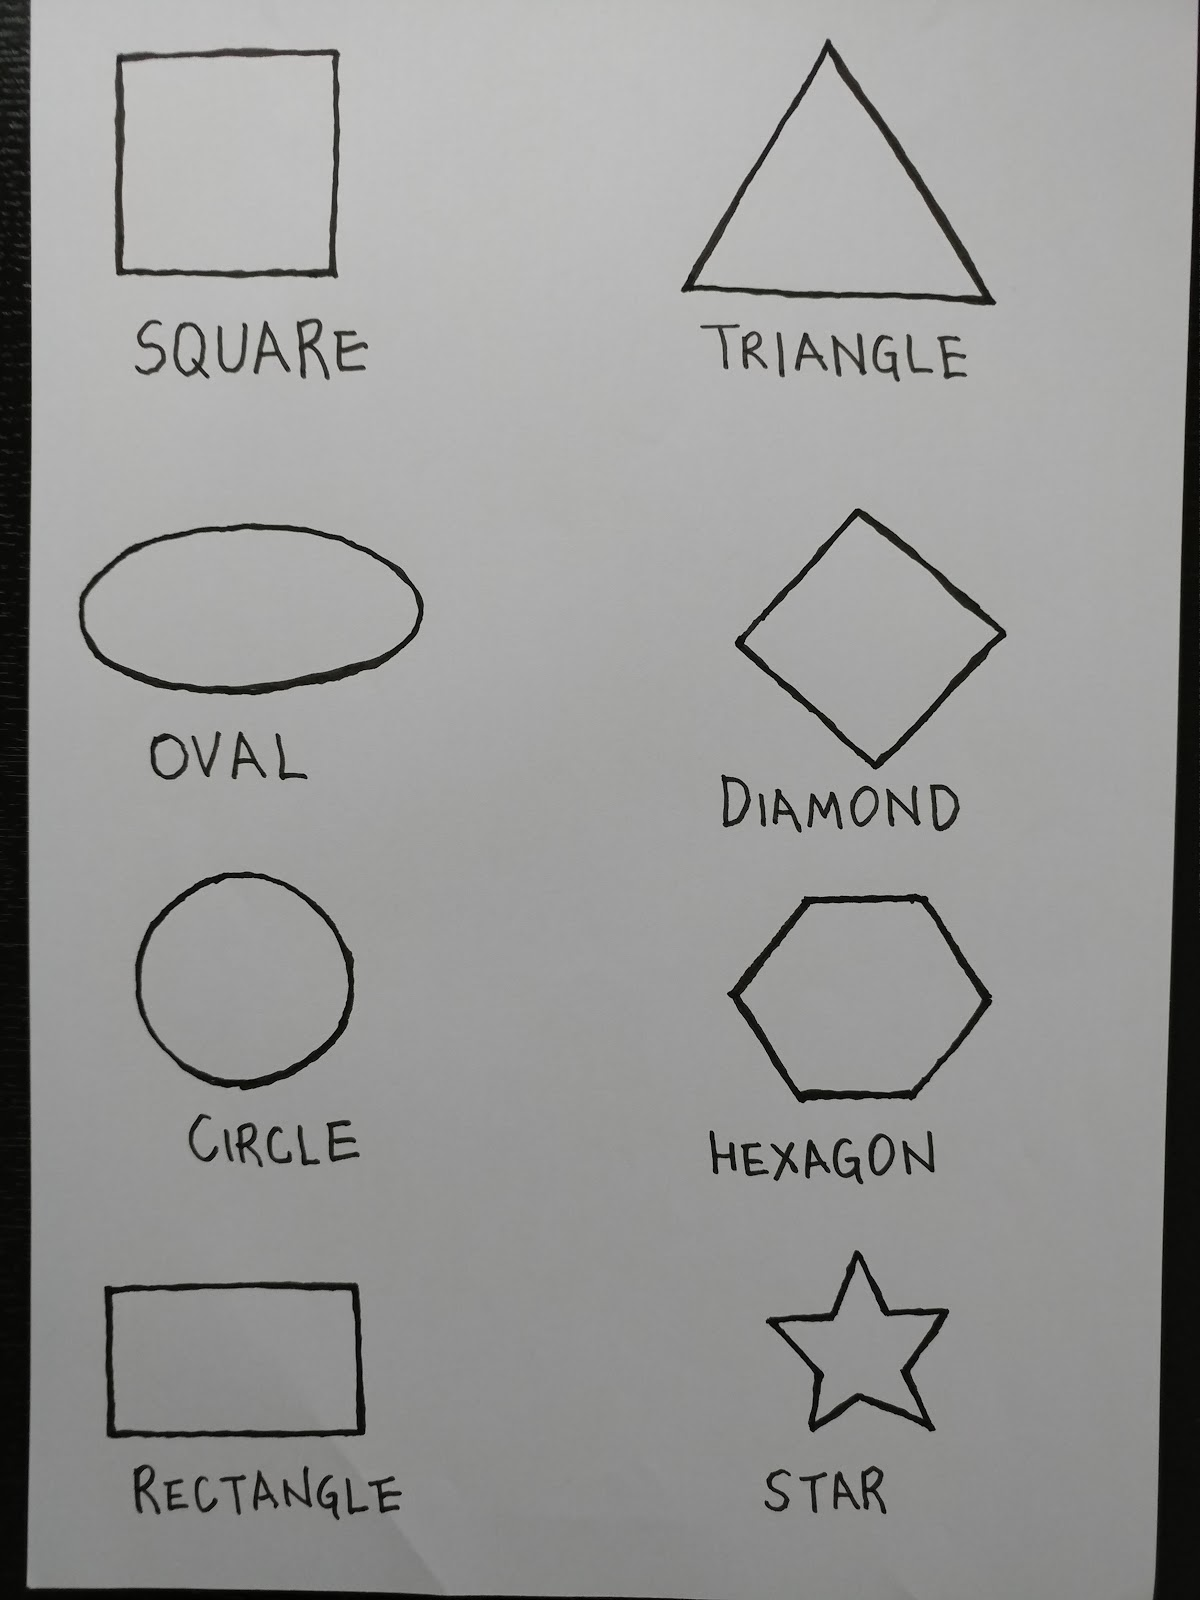 SQUARE
TRIANGLE
OVAL
DIAMOND
CIRCLE
HEXAGON
RECTANGLE
STAR